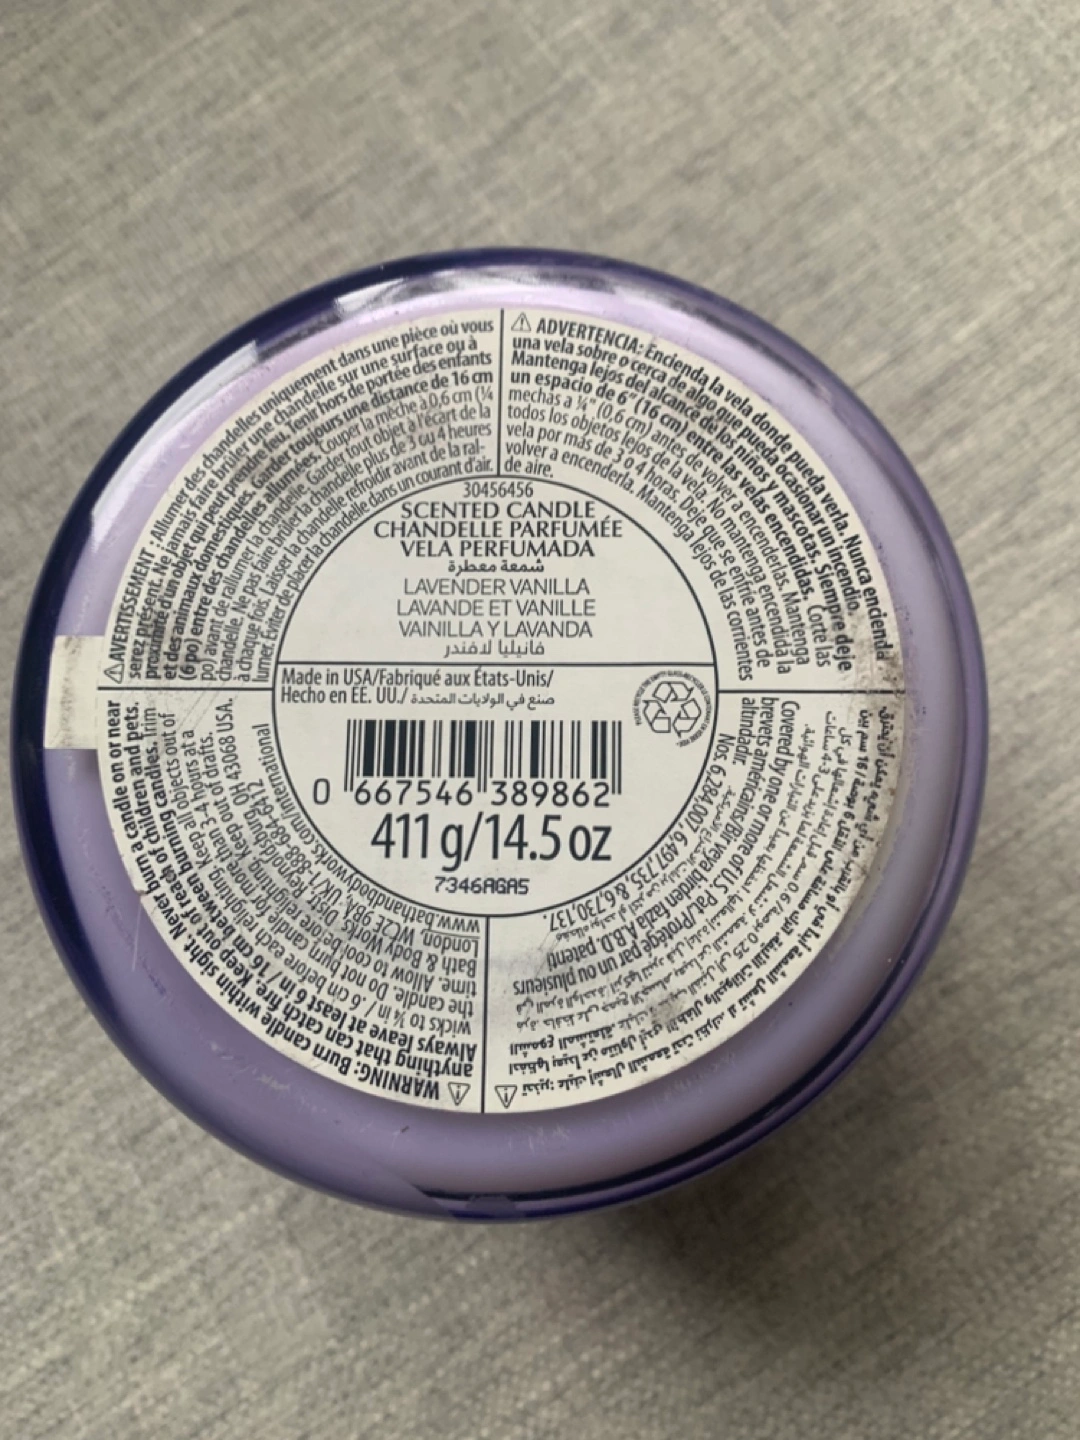 ⚠AVERTISSEMENT : Allumer des chandelles uniquement dans une pièce où vous
serez présent. Ne jamais faire brûler une chandelle sur une surface ou à
proximité d'un objet qui peut prendre feu. Tenir hors de portée des enfants
et des animaux domestiques. Garder toujours une distance de 16 cm
(6 po) entre des chandelles allumées. Couper la mèche à 0,6 cm (¼
po) avant de rallumer la chandelle. Garder tout objet à l'écart de la
chandelle. Ne pas faire brûler la chandelle plus de 3 ou 4 heures
à chaque fois. Laisser la chandelle refroidir avant de la ral-
lumer. Éviter de placer la chandelle dans un courant d'air.
⚠ ADVERTENCIA: Encienda la vela donde pueda verla. Nunca encienda
una vela sobre o cerca de algo que pueda ocasionar un incendio.
Mantenga lejos del alcance de los niños y mascotas. Siempre deje
un espacio de 6" (16 cm) entre las velas encendidas. Corte las
mechas a ¼" (0.6 cm) antes de volver a encenderlas. Mantenga
todos los objetos lejos de la vela. No mantenga encendida la
vela por más de 3 o 4 horas. Deje que se enfríe antes de
volver a encenderla. Mantenga lejos de las corrientes
de aire.
30456456
SCENTED CANDLE
CHANDELLE PARFUMÉE
VELA PERFUMADA
شمعة معطرة
LAVENDER VANILLA
LAVANDE ET VANILLE
VAINILLA Y LAVANDA
فانيليا لافندر
Made in USA/Fabriqué aux États-Unis/
Hecho en EE. UU./ صنع في الولايات المتحدة
0 667546 389862
411 g/14.5 oz
7346AGA5
⚠ WARNING: Burn candle within sight. Never burn a candle on or near
anything that can catch fire. Keep out of reach of children and pets.
Always leave at least 6 in / 16 cm between burning candles. Trim
wicks to ¼ in / .6 cm before each relighting. Keep all objects out of
the candle. Do not burn candle for more than 3-4 hours at a
time. Allow to cool before relighting. Keep out of drafts.
Bath & Body Works Distr., Reynoldsburg, OH 43068 USA.
London, WC2E 9BA, UK/1-888-684-6412
www.bathandbodyworks.com/international
Covered by one or more of U.S. Pat./Protégé par un ou plusieurs
brevets américains/Bir veya birden fazla A.B.D. patenti
altındadır.
Nos. 6,284,007, 6,497,735 & 6,730,137.